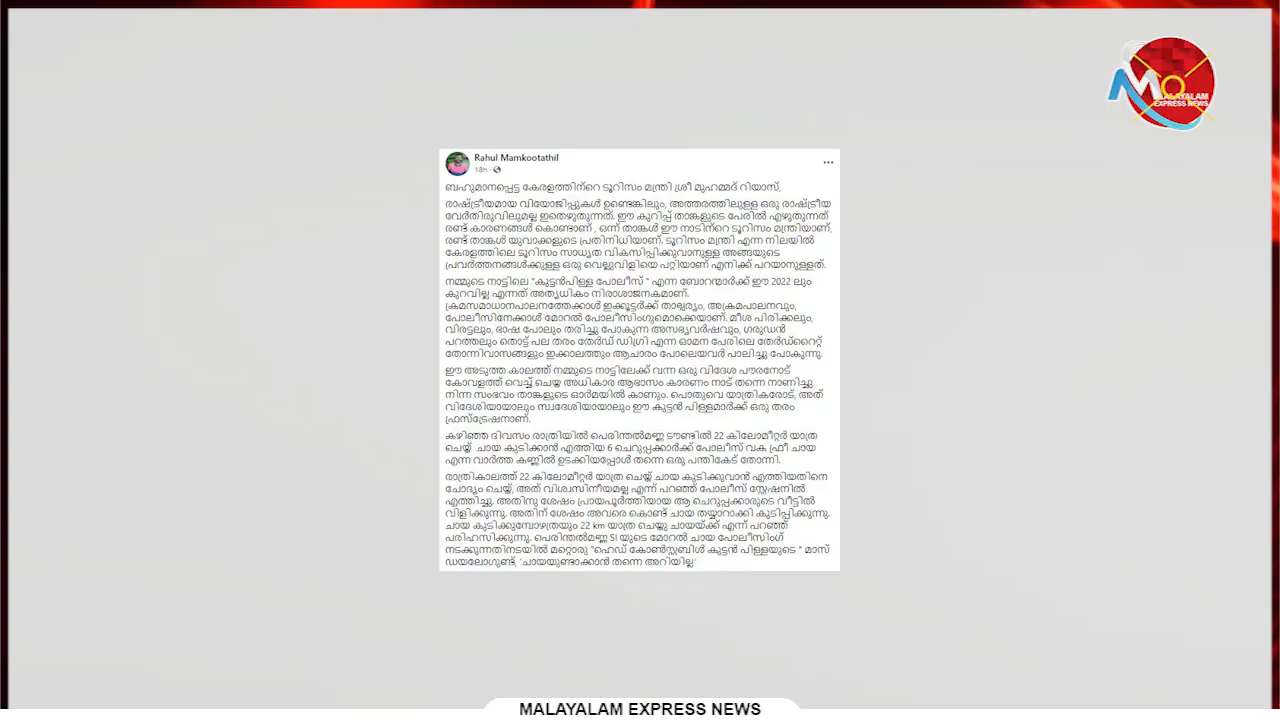 MALAYALAM
EXPRESS NEWS
Rahul Mamkootathil
18h
ബഹുമാനപ്പെട്ട കേരളത്തിന്റെ ടൂറിസം മന്ത്രി ശ്രീ മുഹമ്മദ് റിയാസ്,
രാഷ്ട്രീയമായ വിയോജിപ്പുകൾ ഉണ്ടെങ്കിലും, അത്തരത്തിലുള്ള ഒരു രാഷ്ട്രീയ
വേർതിരുവിലുമല്ല ഇതെഴുതുന്നത്. ഈ കുറിപ്പ് താങ്കളുടെ പേരിൽ എഴുതുന്നത്
രണ്ട് കാരണങ്ങൾ കൊണ്ടാണ് , ഒന്ന് താങ്കൾ ഈ നാടിന്റെ ടൂറിസം മന്ത്രിയാണ്,
രണ്ട് താങ്കൾ യുവാക്കളുടെ പ്രതിനിധിയാണ്. ടൂറിസം മന്ത്രി എന്ന നിലയിൽ
കേരളത്തിലെ ടൂറിസം സാധ്യത വികസിപ്പിക്കുവാനുള്ള അങ്ങയുടെ
പ്രവർത്തനങ്ങൾക്കുള്ള ഒരു വെല്ലുവിളിയെ പറ്റിയാണ് എനിക്ക് പറയാനുള്ളത്.
നമ്മുടെ നാട്ടിലെ "കുട്ടൻപിള്ള പോലീസ് " എന്ന ബോറന്മാർക്ക് ഈ 2022 ലും
കുറവില്ല എന്നത് അത്യധികം നിരാശാജനകമാണ്.
ക്രമസമാധാനപാലനത്തേക്കാൾ ഇക്കൂട്ടർക്ക് താല്പര്യം, അക്രമപാലനവും,
പോലീസിനേക്കാൾ മോറൽ പോലീസിംഗുമൊക്കെയാണ്. മീശ പിരിക്കലും,
വിരട്ടലും, ഭാഷ പോലും തരിച്ചു പോകുന്ന അസഭ്യവർഷവും, ഗരുഡൻ
പറത്തലും തൊട്ട് പല തരം തേർഡ് ഡിഗ്രി എന്ന ഓമന പേരിലെ തേർഡ്റൈറ്റ്
തോന്നിവാസങ്ങളും ഇക്കാലത്തും ആചാരം പോലെയവർ പാലിച്ചു പോകുന്നു.
ഈ അടുത്ത കാലത്ത് നമ്മുടെ നാട്ടിലേക്ക് വന്ന ഒരു വിദേശ പൗരനോട്
കോവളത്ത് വെച്ച് ചെയ്ത അധികാര ആഭാസം കാരണം നാട് തന്നെ നാണിച്ചു
നിന്ന സംഭവം താങ്കളുടെ ഓർമയിൽ കാണും. പൊതുവെ യാത്രികരോട്, അത്
വിദേശിയായാലും സ്വദേശിയായാലും ഈ കുട്ടൻ പിള്ളമാർക്ക് ഒരു തരം
ഫ്രസ്ട്രേഷനാണ്.
കഴിഞ്ഞ ദിവസം രാത്രിയിൽ പെരിന്തൽമണ്ണ ടൗണ്ടിൽ 22 കിലോമീറ്റർ യാത്ര
ചെയ്ത് ചായ കുടിക്കാൻ എത്തിയ 6 ചെറുപ്പക്കാർക്ക് പോലീസ് വക ഫ്രീ ചായ
എന്ന വാർത്ത കണ്ണിൽ ഉടക്കിയപ്പോൾ തന്നെ ഒരു പന്തികേട് തോന്നി.
രാത്രികാലത്ത് 22 കിലോമീറ്റർ യാത്ര ചെയ്ത് ചായ കുടിക്കുവാൻ എത്തിയതിനെ
ചോദ്യം ചെയ്ത്, അത് വിശ്വസിനീയമല്ല എന്ന് പറഞ്ഞ് പോലീസ് സ്റ്റേഷനിൽ
എത്തിച്ചു. അതിനു ശേഷം പ്രായപൂർത്തിയായ ആ ചെറുപ്പക്കാരുടെ വീട്ടിൽ
വിളിക്കുന്നു. അതിന് ശേഷം അവരെ കൊണ്ട് ചായ തയ്യാറാക്കി കുടിപ്പിക്കുന്നു.
ചായ കുടിക്കുമ്പോഴത്രയും 22 km യാത്ര ചെയ്തു ചായയ്ക്ക് എന്ന് പറഞ്ഞ്
പരിഹസിക്കുന്നു. പെരിന്തൽമണ്ണ SI യുടെ മോറൽ ചായ പോലീസിംഗ്
നടക്കുന്നതിനടയിൽ മറ്റൊരു "ഹെഡ് കോൺസ്റ്റബിൾ കുട്ടൻ പിള്ളയുടെ " മാസ്
ഡയലോഗുണ്ട്, 'ചായയുണ്ടാക്കാൻ തന്നെ അറിയില്ല'
MALAYALAM EXPRESS NEWS